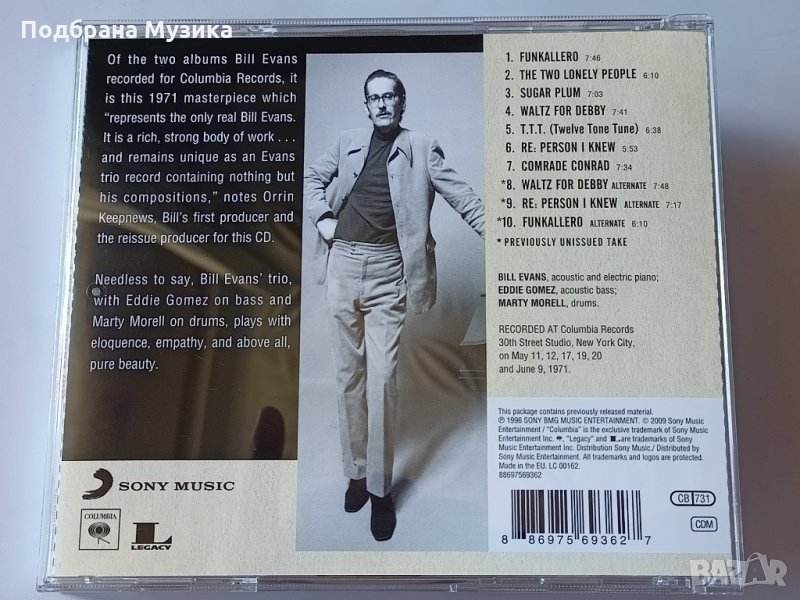 Подбрана Музика
Of the two albums Bill Evans
recorded for Columbia Records, it
is this 1971 masterpiece which
“represents the only real Bill Evans.
It is a rich, strong body of work . . .
and remains unique as an Evans
trio record containing nothing but
his compositions,” notes Orrin
Keepnews, Bill's first producer and
the reissue producer for this CD.
Needless to say, Bill Evans' trio,
with Eddie Gomez on bass and
Marty Morell on drums, plays with
eloquence, empathy, and above all,
pure beauty.
SONY MUSIC
COLUMBIA
L
LEGACY
1. FUNKALLERO 7:46
2. THE TWO LONELY PEOPLE 6:10
3. SUGAR PLUM 7:03
4. WALTZ FOR DEBBY 7:41
5. T.T.T. (Twelve Tone Tune) 6:38
6. RE: PERSON I KNEW 5:53
7. COMRADE CONRAD 7:34
*8. WALTZ FOR DEBBY ALTERNATE 7:48
*9. RE: PERSON I KNEW ALTERNATE 7:17
*10. FUNKALLERO ALTERNATE 6:10
* PREVIOUSLY UNISSUED TAKE
BILL EVANS, acoustic and electric piano;
EDDIE GOMEZ, acoustic bass;
MARTY MORELL, drums.
RECORDED AT Columbia Records
30th Street Studio, New York City,
on May 11, 12, 17, 19, 20
and June 9, 1971.
This package contains previously released material.
℗ 1996 SONY BMG MUSIC ENTERTAINMENT. © 2009 Sony Music
Entertainment / "Columbia" is the exclusive trademark of Sony Music
Entertainment Inc. , "Legacy" and L are trademarks of Sony
Music Entertainment Inc. Distribution Sony Music./ Distributed by
Sony Music Entertainment. All trademarks and logos are protected.
Made in the EU. LC 00162.
88697569362
CB 731
CDM
8 86975 69362 7
BAZAR